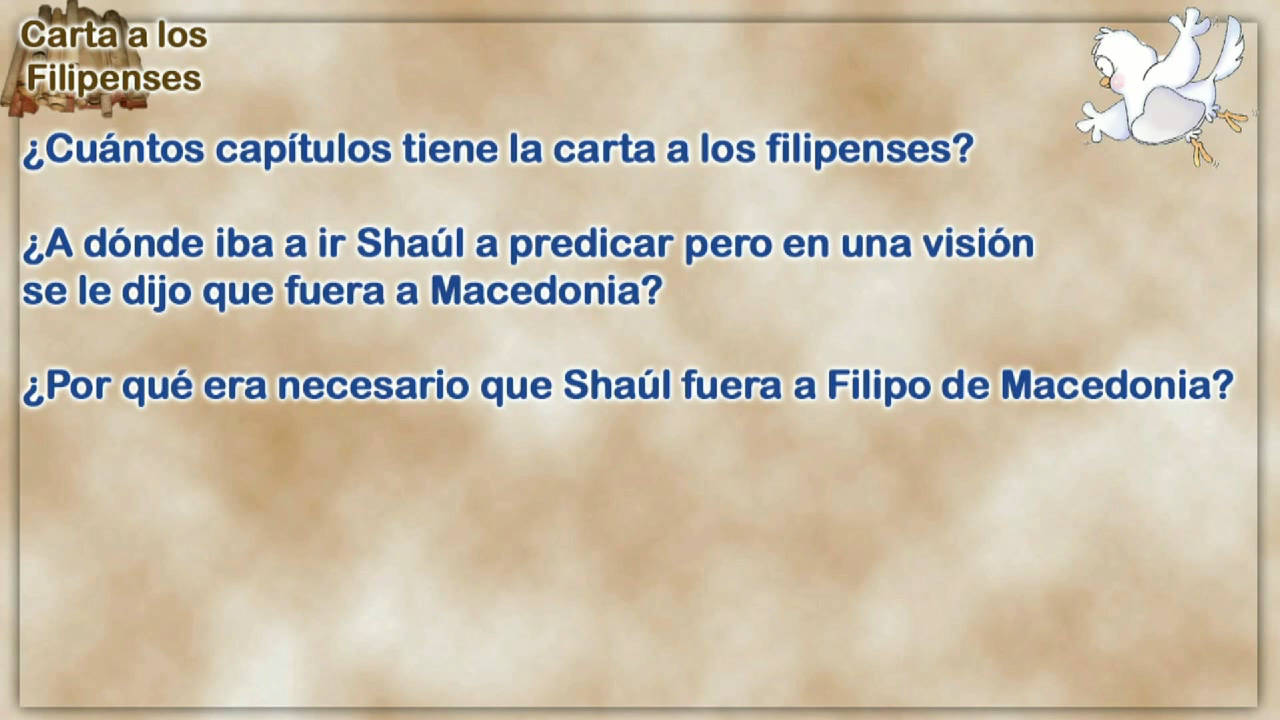 Carta a los
Filipenses
¿Cuántos capítulos tiene la carta a los filipenses?
¿A dónde iba a ir Shaúl a predicar pero en una visión
se le dijo que fuera a Macedonia?
¿Por qué era necesario que Shaúl fuera a Filipo de Macedonia?